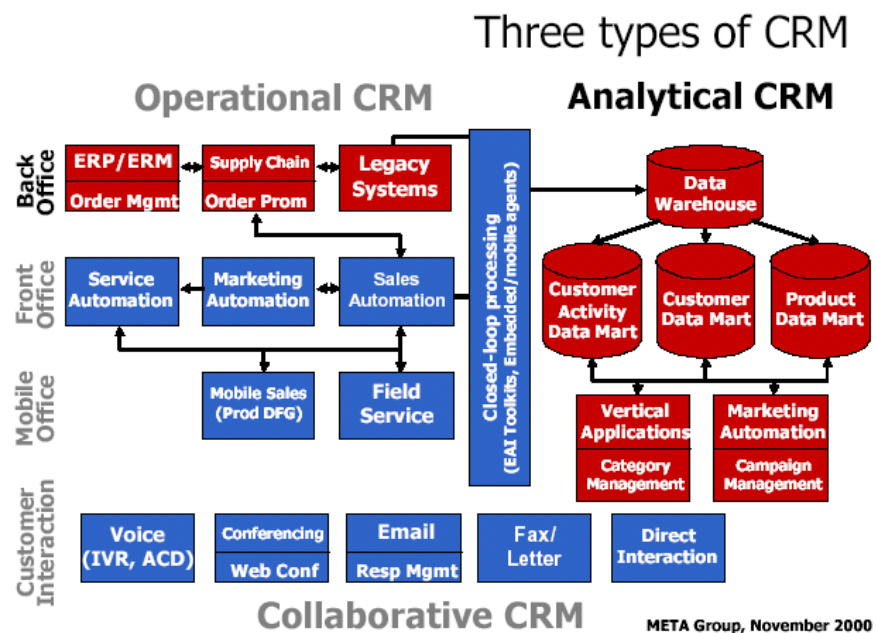 Three types of CRM
Operational CRM
Analytical CRM
Back
Office
ERP/ERM
Order Mgmt
Supply Chain
Order Prom
Legacy
Systems
Closed-loop processing
(EAI Toolkits, Embedded/mobile agents)
Data
Warehouse
Front
Office
Service
Automation
Marketing
Automation
Sales
Automation
Customer
Activity
Data Mart
Customer
Data Mart
Product
Data Mart
Mobile
Office
Mobile Sales
(Prod DFG)
Field
Service
Vertical
Applications
Category
Management
Marketing
Automation
Campaign
Management
Customer
Interaction
Voice
(IVR, ACD)
Conferencing
Web Conf
Email
Resp Mgmt
Fax/
Letter
Direct
Interaction
Collaborative CRM
META Group, November 2000